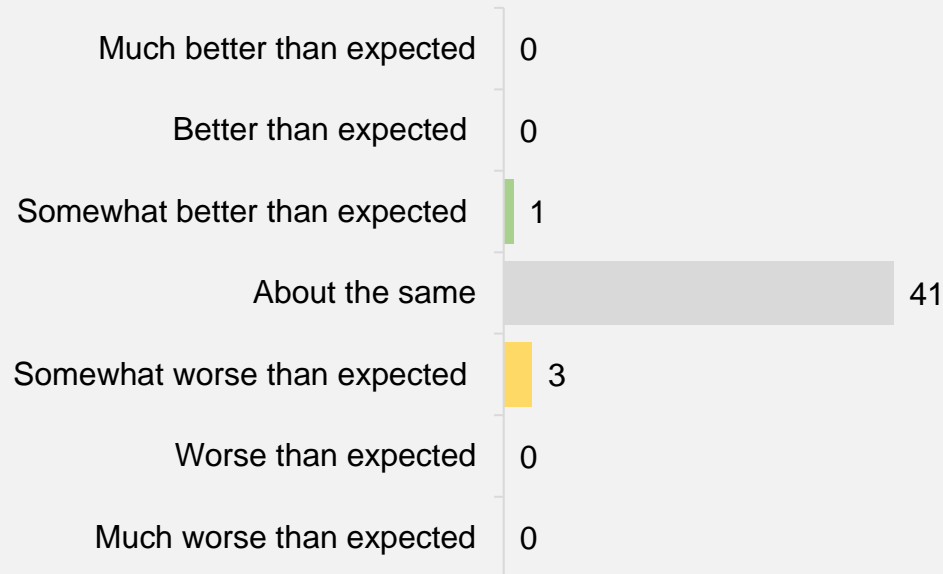 Much better than expected 0
Better than expected 0
Somewhat better than expected 1
About the same 41
Somewhat worse than expected 3
Worse than expected 0
Much worse than expected 0